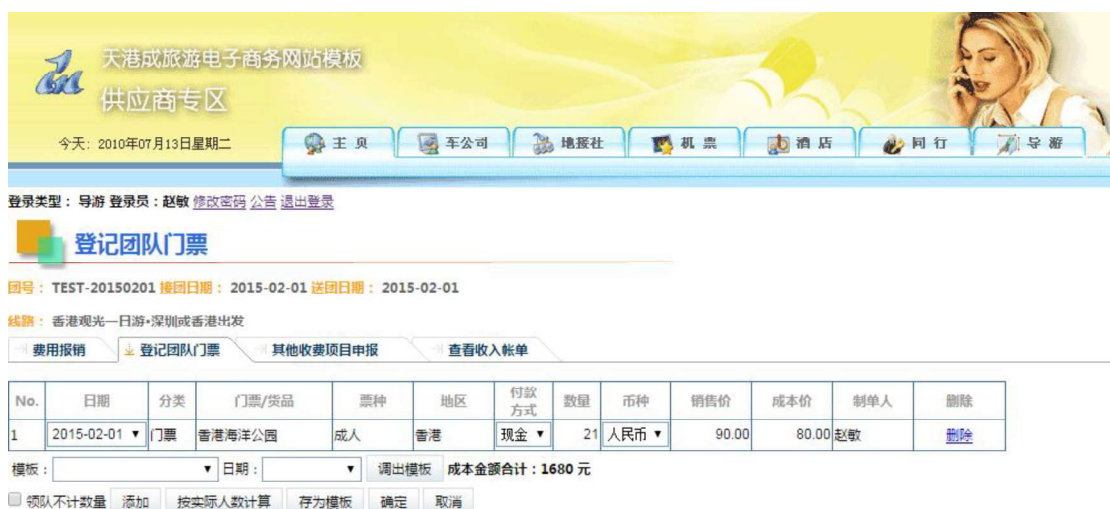 天港成旅游电子商务网站模板
供应商专区
今天: 2010年07月13日星期二
主 页 车公司 地接社 机 票 酒 店 同 行 导 游
登录类型： 导游 登录员：赵敏 修改密码 公告 退出登录
登记团队门票
团号： TEST-20150201 接团日期： 2015-02-01 送团日期： 2015-02-01
线路： 香港观光一日游•深圳或香港出发
费用报销 登记团队门票 其他收费项目申报 查看收入帐单
No. 日期 分类 门票/货品 票种 地区 付款方式 数量 币种 销售价 成本价 制单人 删除
1 2015-02-01 门票 香港海洋公园 成人 香港 现金 21 人民币 90.00 80.00 赵敏 删除
模板： 日期： 调出模板 成本金额合计：1680 元
领队不计数量 添加 按实际人数计算 存为模板 确定 取消